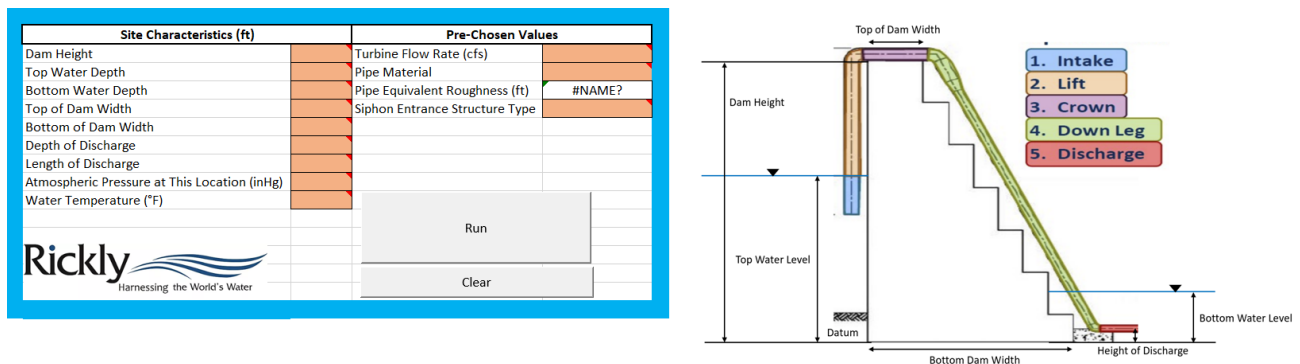 Site Characteristics (ft)
Pre-Chosen Values
Dam Height
Turbine Flow Rate (cfs)
Top Water Depth
Pipe Material
Bottom Water Depth
Pipe Equivalent Roughness (ft)
#NAME?
Top of Dam Width
Siphon Entrance Structure Type
Bottom of Dam Width
Depth of Discharge
Length of Discharge
Atmospheric Pressure at This Location (inHg)
Water Temperature (°F)
Run
Clear
Rickly
Harnessing the World's Water
Top of Dam Width
1. Intake
2. Lift
3. Crown
4. Down Leg
5. Discharge
Dam Height
Top Water Level
Datum
Bottom Water Level
Height of Discharge
Bottom Dam Width